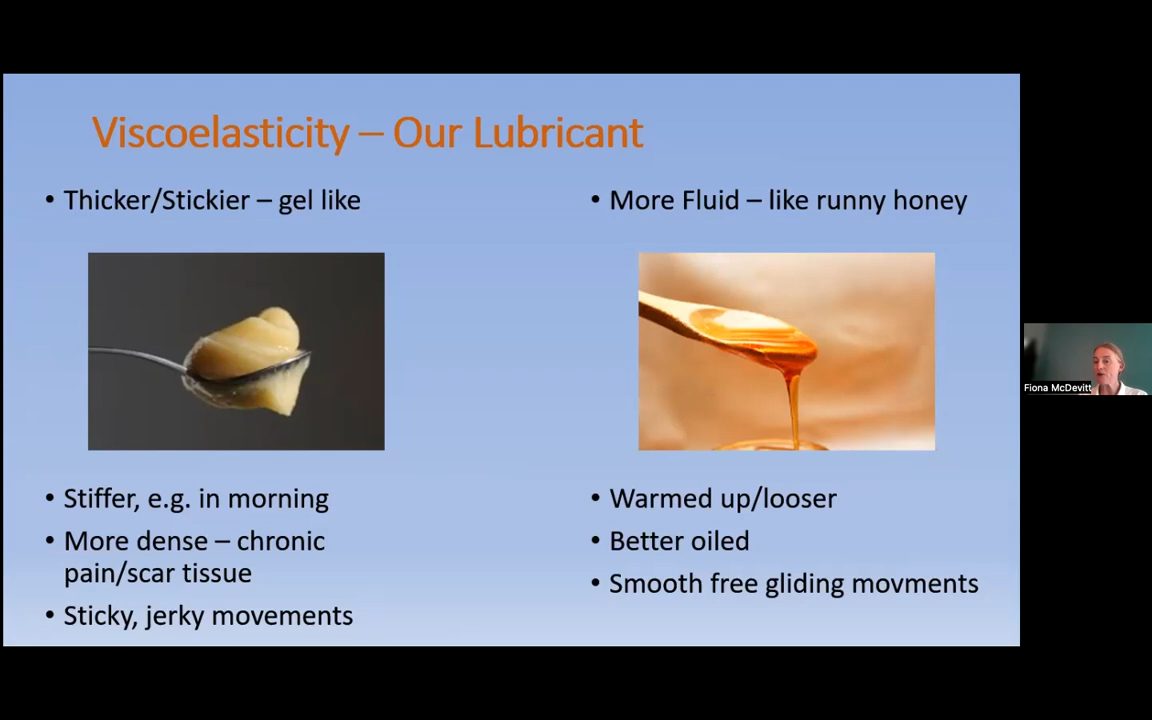 Viscoelasticity – Our Lubricant
• Thicker/Stickier – gel like
• Stiffer, e.g. in morning
• More dense – chronic
pain/scar tissue
• Sticky, jerky movements
• More Fluid – like runny honey
• Warmed up/looser
• Better oiled
• Smooth free gliding movments
Fiona McDevitt